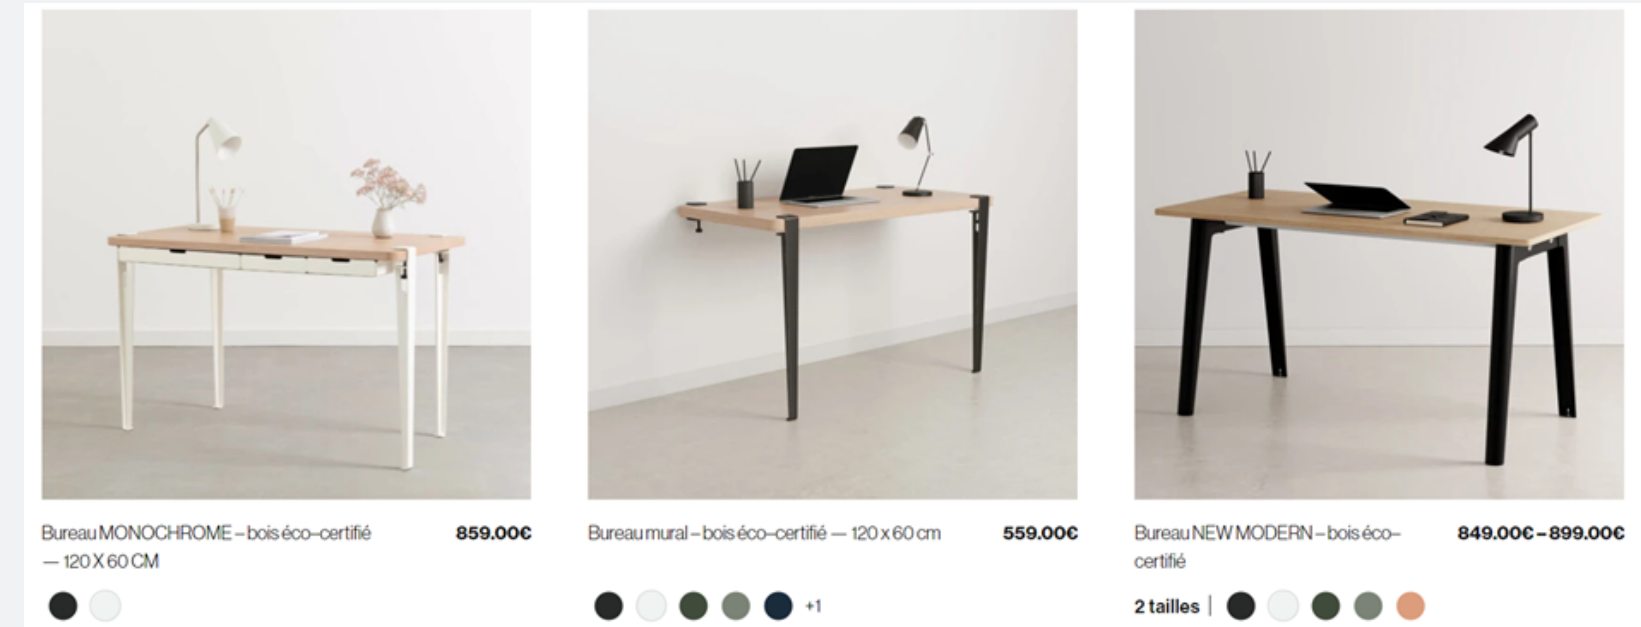 Bureau MONOCHROME – bois éco–certifié
— 120 X 60 CM
859.00€
Bureau mural – bois éco–certifié — 120 x 60 cm
559.00€
+1
Bureau NEW MODERN – bois éco–
certifié
849.00€ – 899.00€
2 tailles |